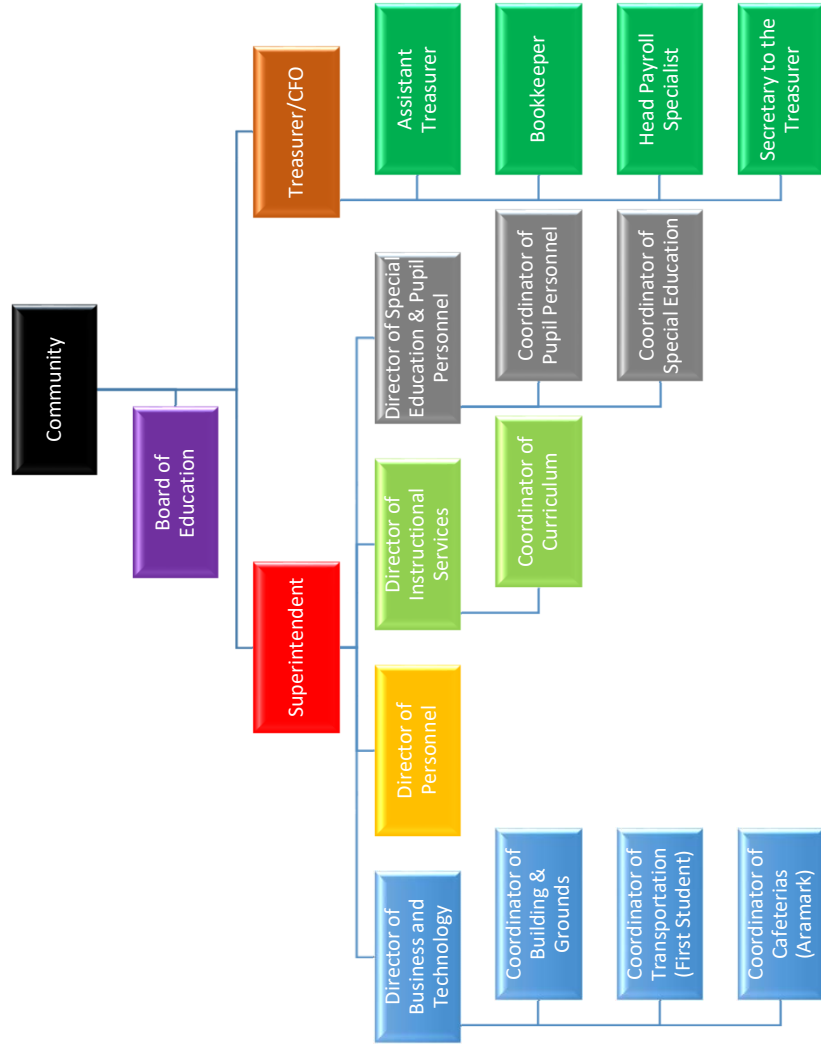 Community
Board of
Education
Superintendent
Treasurer/CFO
Director of
Business and
Technology
Director of
Personnel
Director of
Instructional
Services
Director of Special
Education & Pupil
Personnel
Assistant
Treasurer
Coordinator of
Building &
Grounds
Coordinator of
Curriculum
Coordinator of
Pupil Personnel
Bookkeeper
Coordinator of
Transportation
(First Student)
Coordinator of
Special Education
Head Payroll
Specialist
Coordinator of
Cafeterias
(Aramark)
Secretary to the
Treasurer